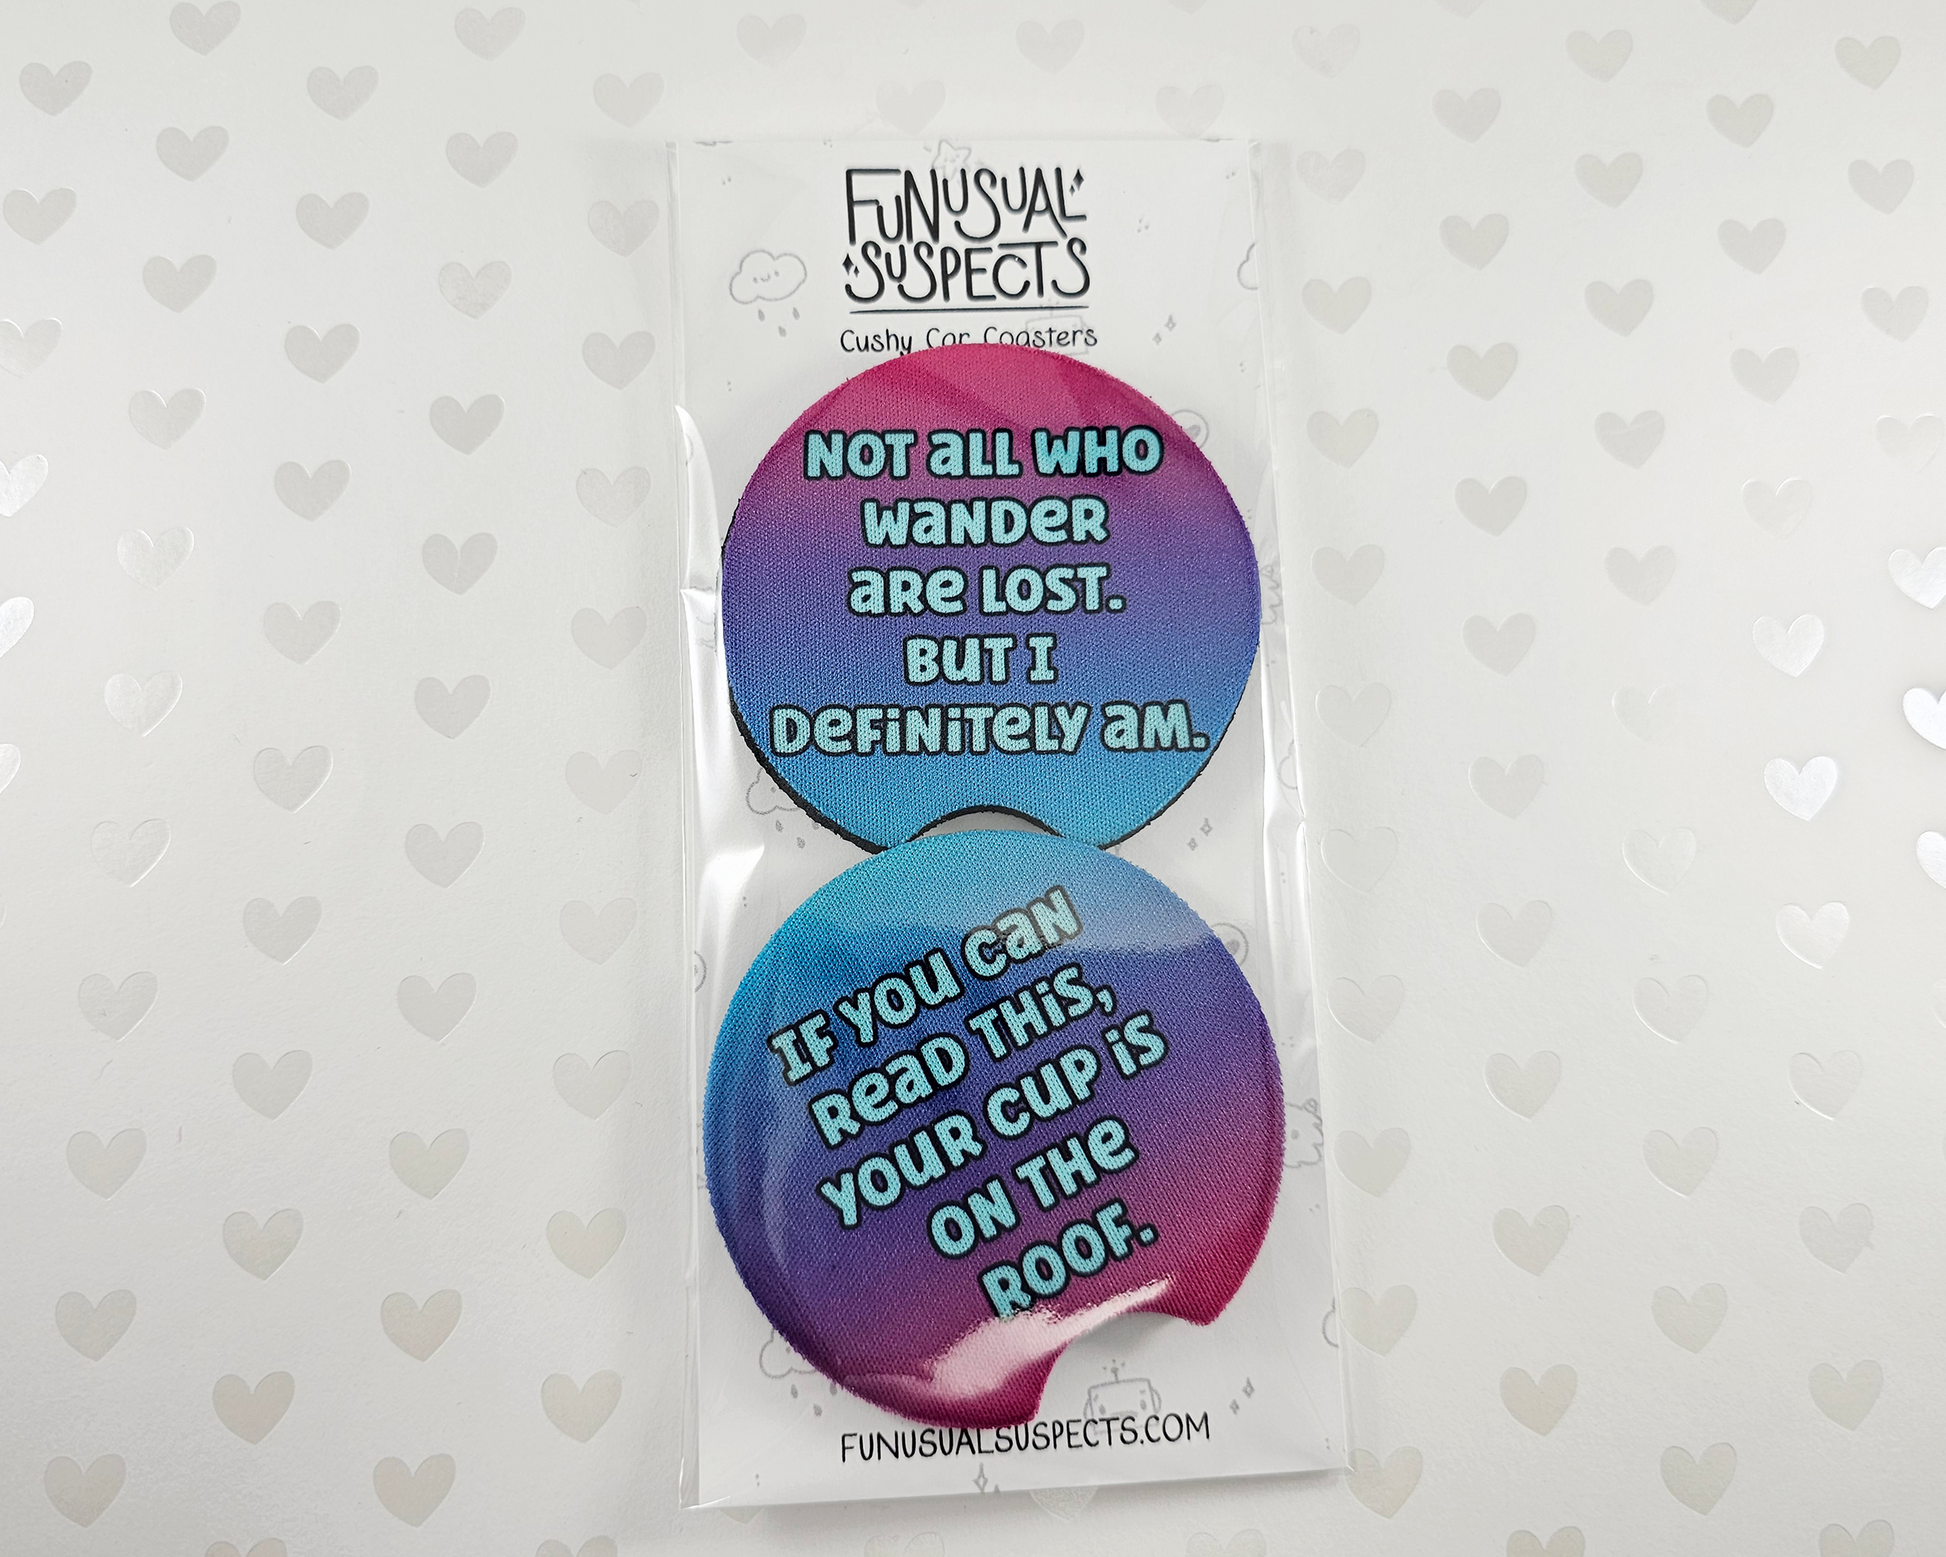 FUNUSUAL
SUSPECTS
Cushy Car Coasters
NOT all WHO
WaNDeR
aRe LOST.
BUT I
DeFiNiTeLY aM.
IF YOU CaN
ReaD THiS,
YOUR CUP iS
ON THe
ROOF.
FUNUSUALSUSPECTS.COM